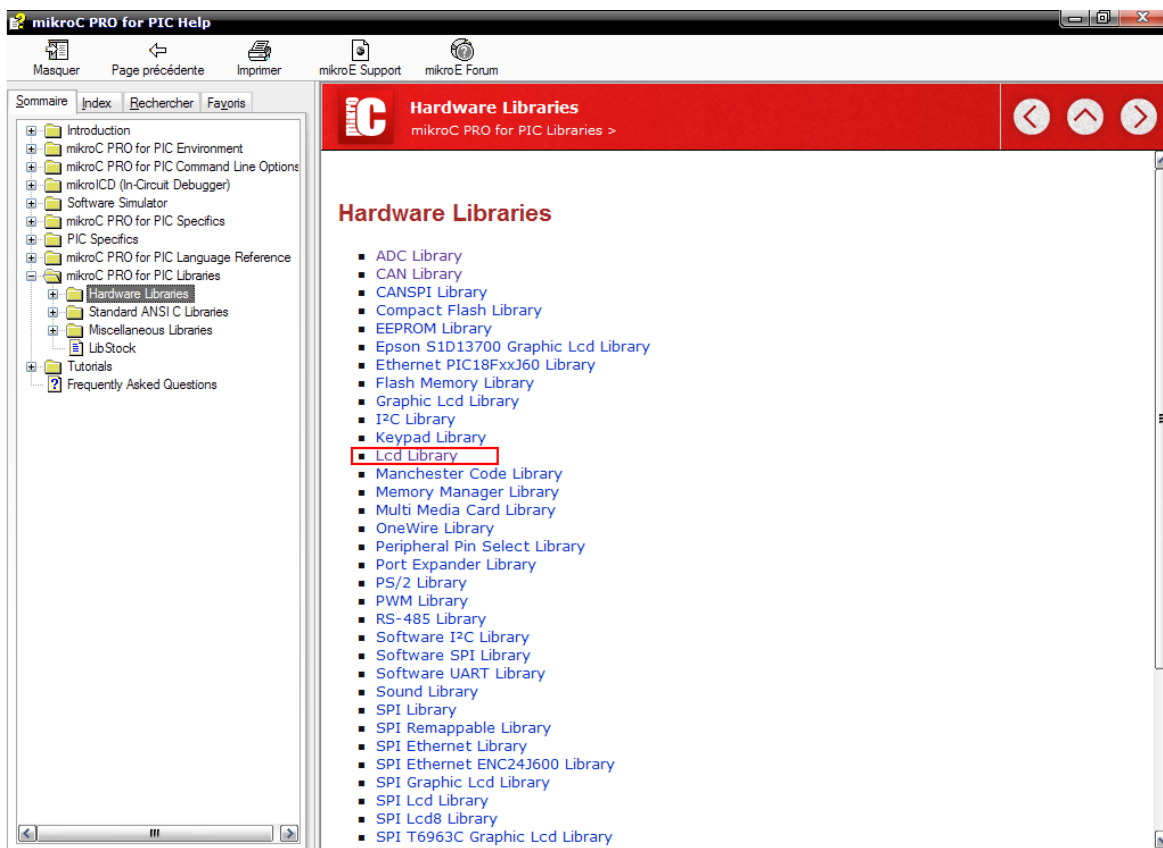 mikroC PRO for PIC Help
Masquer Page précédente Imprimer mikroE Support mikroE Forum
Sommaire Index Rechercher Favoris
Introduction
mikroC PRO for PIC Environment
mikroC PRO for PIC Command Line Options
mikroICD (In-Circuit Debugger)
Software Simulator
mikroC PRO for PIC Specifics
PIC Specifics
mikroC PRO for PIC Language Reference
mikroC PRO for PIC Libraries
Hardware Libraries
Standard ANSI C Libraries
Miscellaneous Libraries
LibStock
Tutorials
Frequently Asked Questions
Hardware Libraries
mikroC PRO for PIC Libraries >
Hardware Libraries
ADC Library
CAN Library
CANSPI Library
Compact Flash Library
EEPROM Library
Epson S1D13700 Graphic Lcd Library
Ethernet PIC18FxxJ60 Library
Flash Memory Library
Graphic Lcd Library
I²C Library
Keypad Library
Lcd Library
Manchester Code Library
Memory Manager Library
Multi Media Card Library
OneWire Library
Peripheral Pin Select Library
Port Expander Library
PS/2 Library
PWM Library
RS-485 Library
Software I²C Library
Software SPI Library
Software UART Library
Sound Library
SPI Library
SPI Remappable Library
SPI Ethernet Library
SPI Ethernet ENC24J600 Library
SPI Graphic Lcd Library
SPI Lcd Library
SPI Lcd8 Library
SPI T6963C Graphic Lcd Library